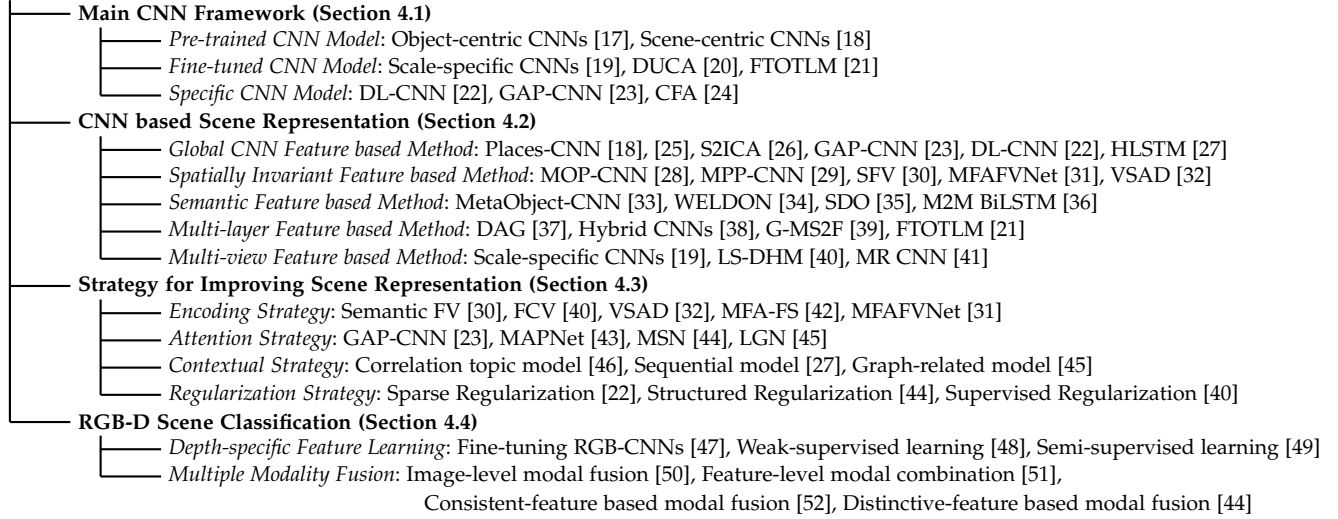 Main CNN Framework (Section 4.1)
Pre-trained CNN Model: Object-centric CNNs [17], Scene-centric CNNs [18]
Fine-tuned CNN Model: Scale-specific CNNs [19], DUCA [20], FTOTLM [21]
Specific CNN Model: DL-CNN [22], GAP-CNN [23], CFA [24]
CNN based Scene Representation (Section 4.2)
Global CNN Feature based Method: Places-CNN [18], [25], S2ICA [26], GAP-CNN [23], DL-CNN [22], HLSTM [27]
Spatially Invariant Feature based Method: MOP-CNN [28], MPP-CNN [29], SFV [30], MFAFVNet [31], VSAD [32]
Semantic Feature based Method: MetaObject-CNN [33], WELDON [34], SDO [35], M2M BiLSTM [36]
Multi-layer Feature based Method: DAG [37], Hybrid CNNs [38], G-MS2F [39], FTOTLM [21]
Multi-view Feature based Method: Scale-specific CNNs [19], LS-DHM [40], MR CNN [41]
Strategy for Improving Scene Representation (Section 4.3)
Encoding Strategy: Semantic FV [30], FCV [40], VSAD [32], MFA-FS [42], MFAFVNet [31]
Attention Strategy: GAP-CNN [23], MAPNet [43], MSN [44], LGN [45]
Contextual Strategy: Correlation topic model [46], Sequential model [27], Graph-related model [45]
Regularization Strategy: Sparse Regularization [22], Structured Regularization [44], Supervised Regularization [40]
RGB-D Scene Classification (Section 4.4)
Depth-specific Feature Learning: Fine-tuning RGB-CNNs [47], Weak-supervised learning [48], Semi-supervised learning [49]
Multiple Modality Fusion: Image-level modal fusion [50], Feature-level modal combination [51],
Consistent-feature based modal fusion [52], Distinctive-feature based modal fusion [44]